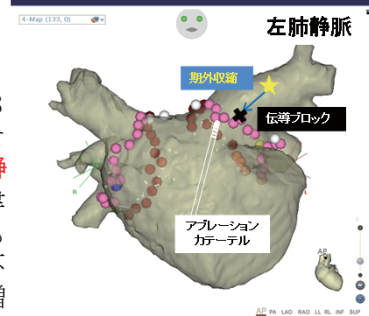 4-Map (133, 0)
左肺静脈
期外収縮
伝導ブロック
静
増
R
L
アブレーション
カテーテル
AP
AP PA LAO RAO LL RL INF SUP